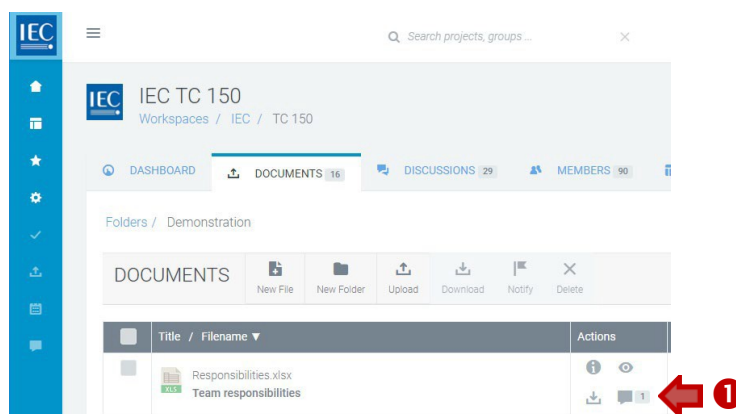 IEC
Search projects, groups ...
IEC
IEC TC 150
Workspaces / IEC / TC 150
DASHBOARD
DOCUMENTS 16
DISCUSSIONS 29
MEMBERS 90
Folders / Demonstration
DOCUMENTS
New File
New Folder
Upload
Download
Notify
Delete
Title / Filename ▼
Actions
Responsibilities.xlsx
XLS
Team responsibilities
1
1